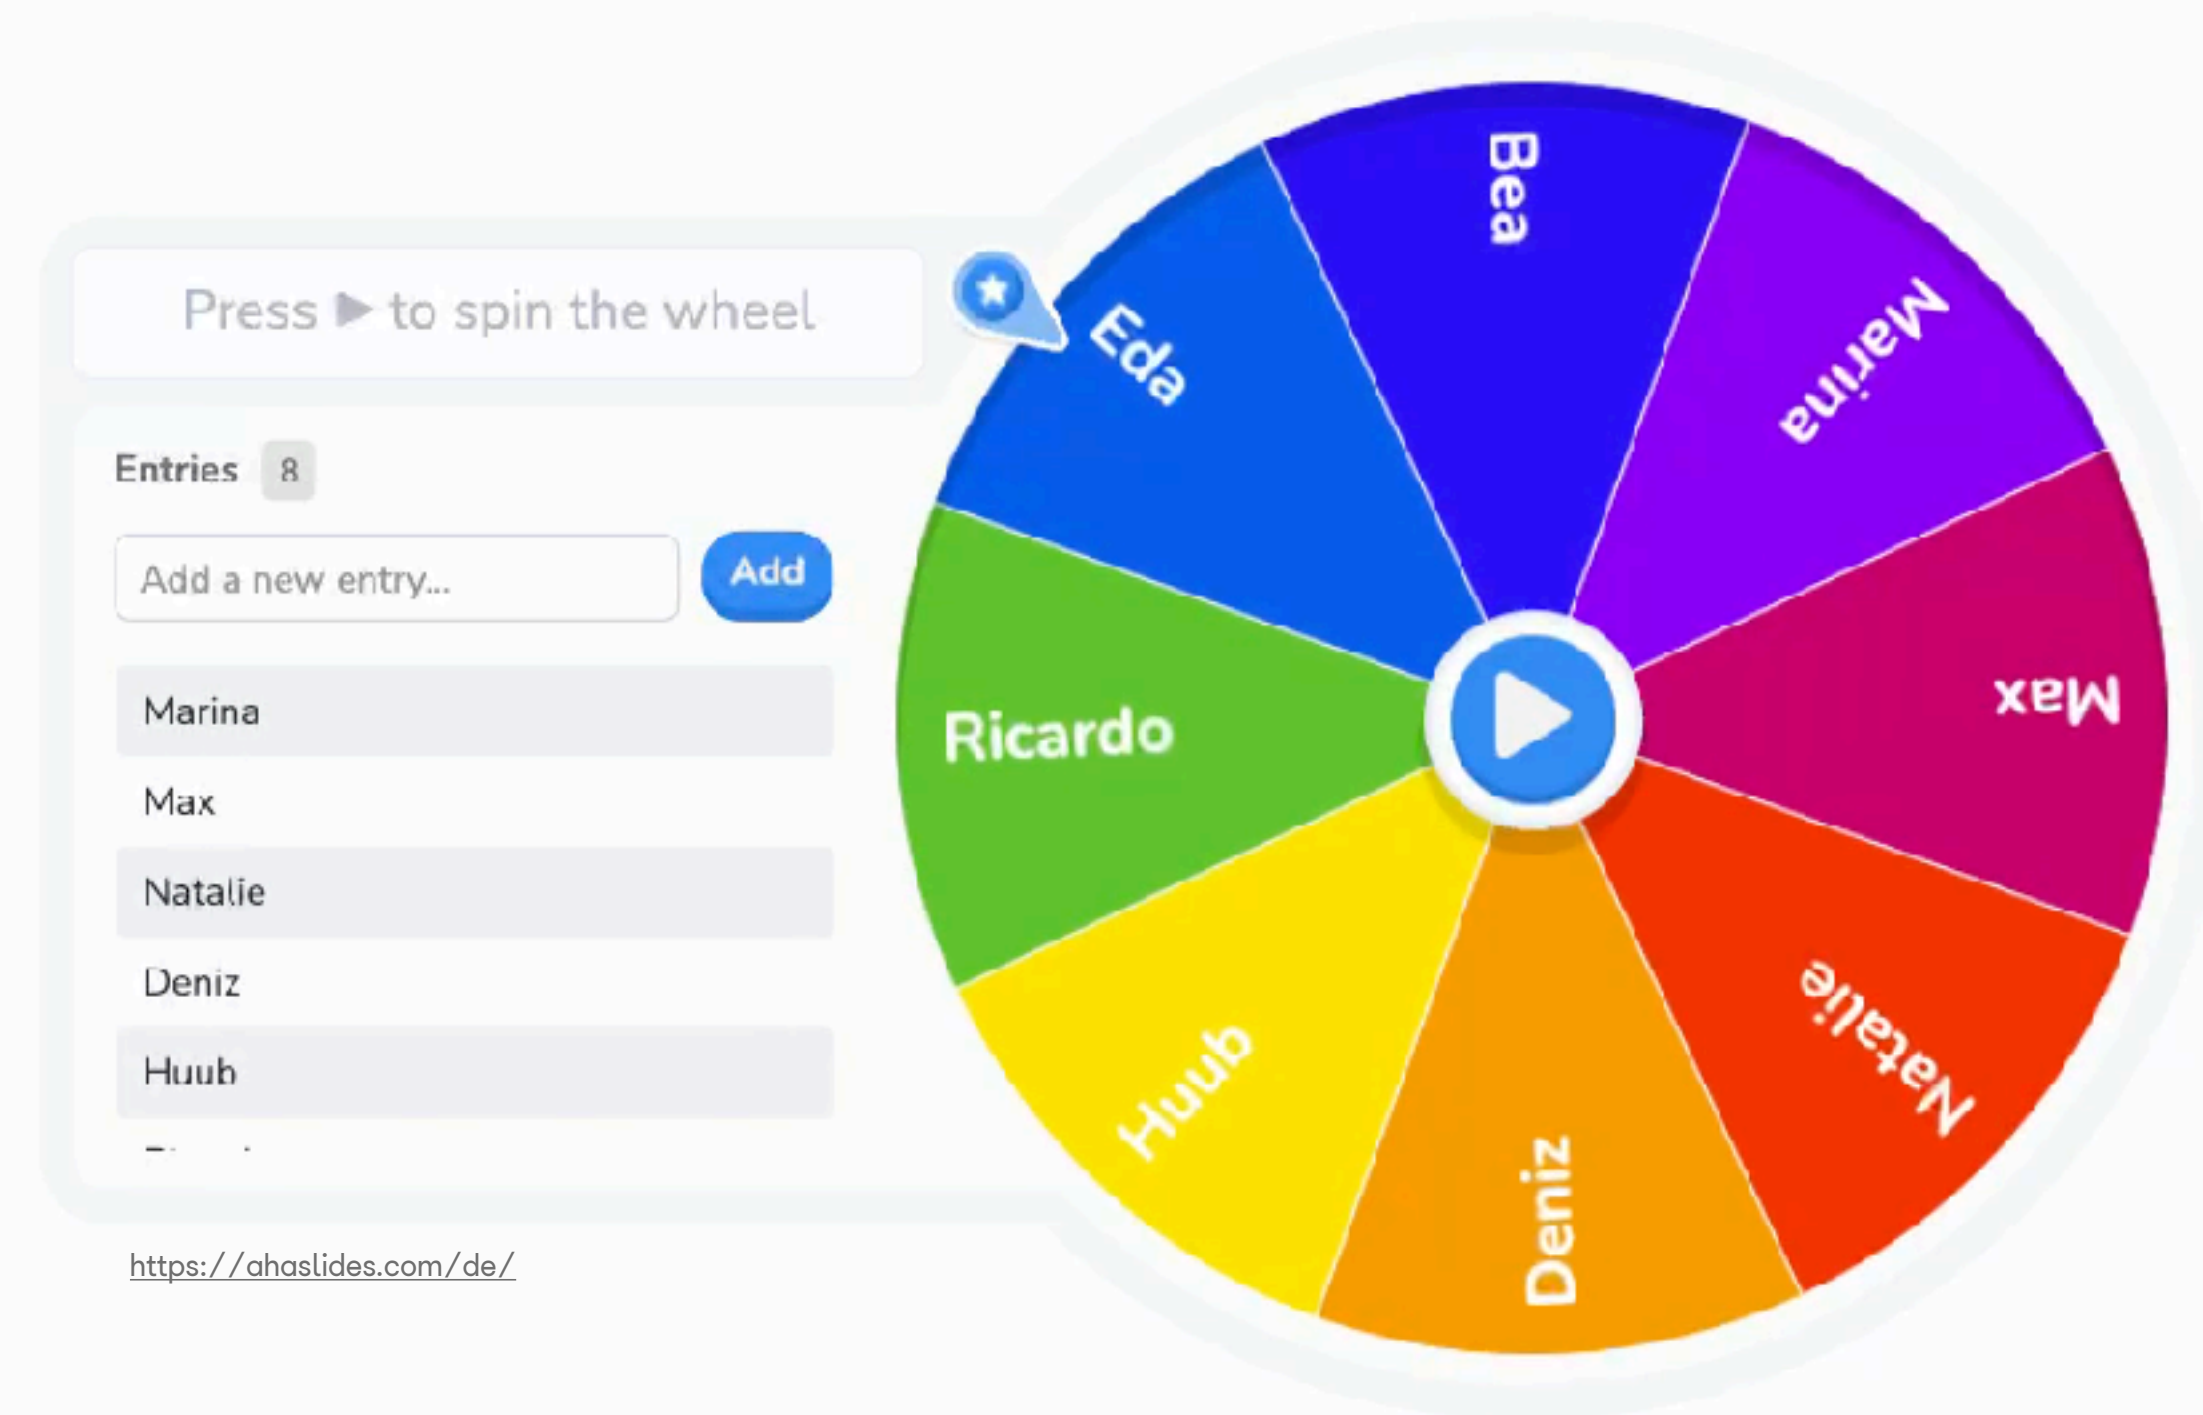 Press ▶ to spin the wheel
Entries 8
Add a new entry...
Add
Marina
Max
Natalie
Deniz
Huub
https://ahaslides.com/de/
Bea
Marina
Max
Natalie
Deniz
Huub
Ricardo
Eda